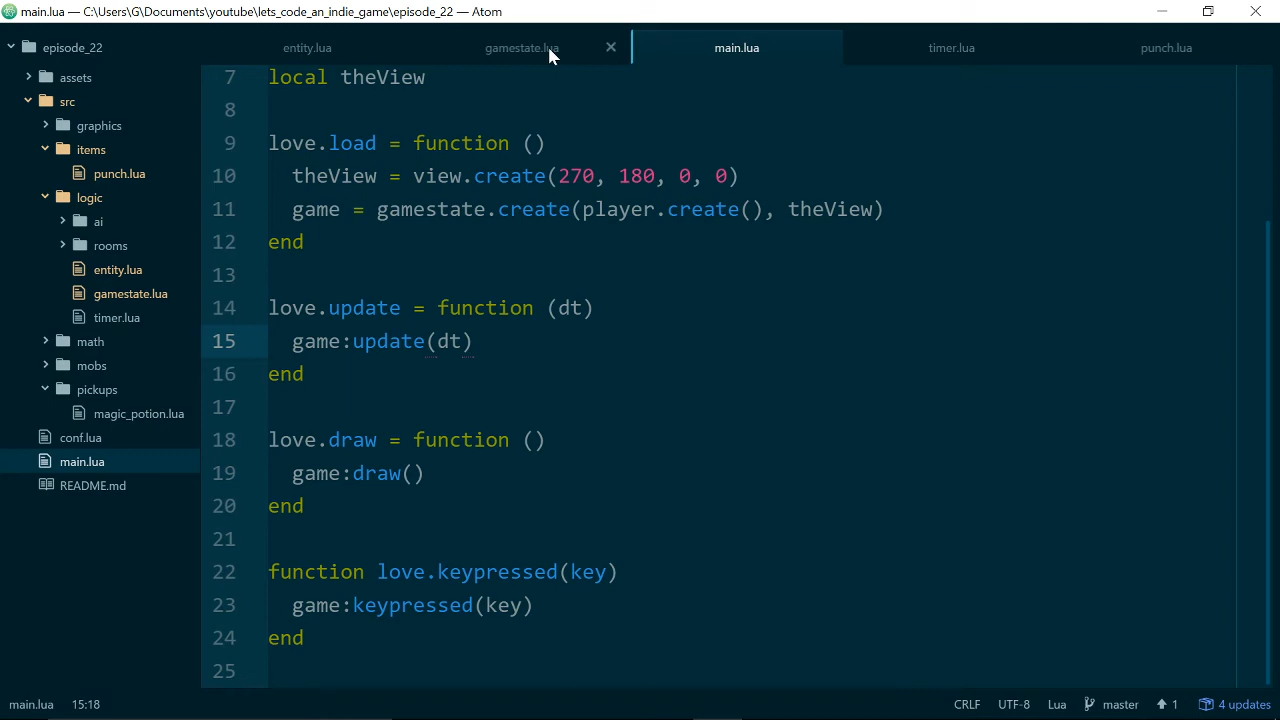 main.lua — C:\Users\G\Documents\youtube\lets_code_an_indie_game\episode_22 — Atom
episode_22
assets
src
graphics
items
punch.lua
logic
ai
rooms
entity.lua
gamestate.lua
timer.lua
math
mobs
pickups
magic_potion.lua
conf.lua
main.lua
README.md
entity.lua gamestate.lua main.lua timer.lua punch.lua
7 local theView
8
9 love.load = function ()
10 theView = view.create(270, 180, 0, 0)
11 game = gamestate.create(player.create(), theView)
12 end
13
14 love.update = function (dt)
15 game:update(dt)
16 end
17
18 love.draw = function ()
19 game:draw()
20 end
21
22 function love.keypressed(key)
23 game:keypressed(key)
24 end
25
main.lua 15:18 CRLF UTF-8 Lua master 1 4 updates